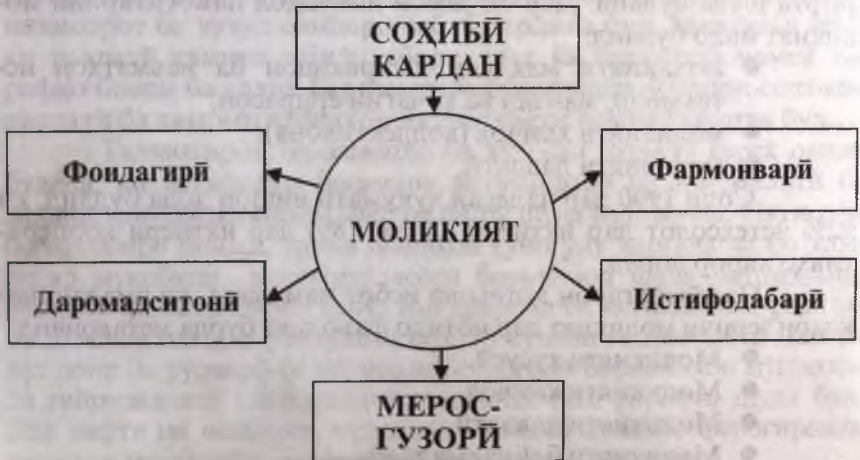 СОҲИБӢ
КАРДАН
Фоидагирӣ
Фармонварӣ
МОЛИКИЯТ
Даромадситонӣ
Истифодабарӣ
МЕРОС-
ГУЗОРӢ